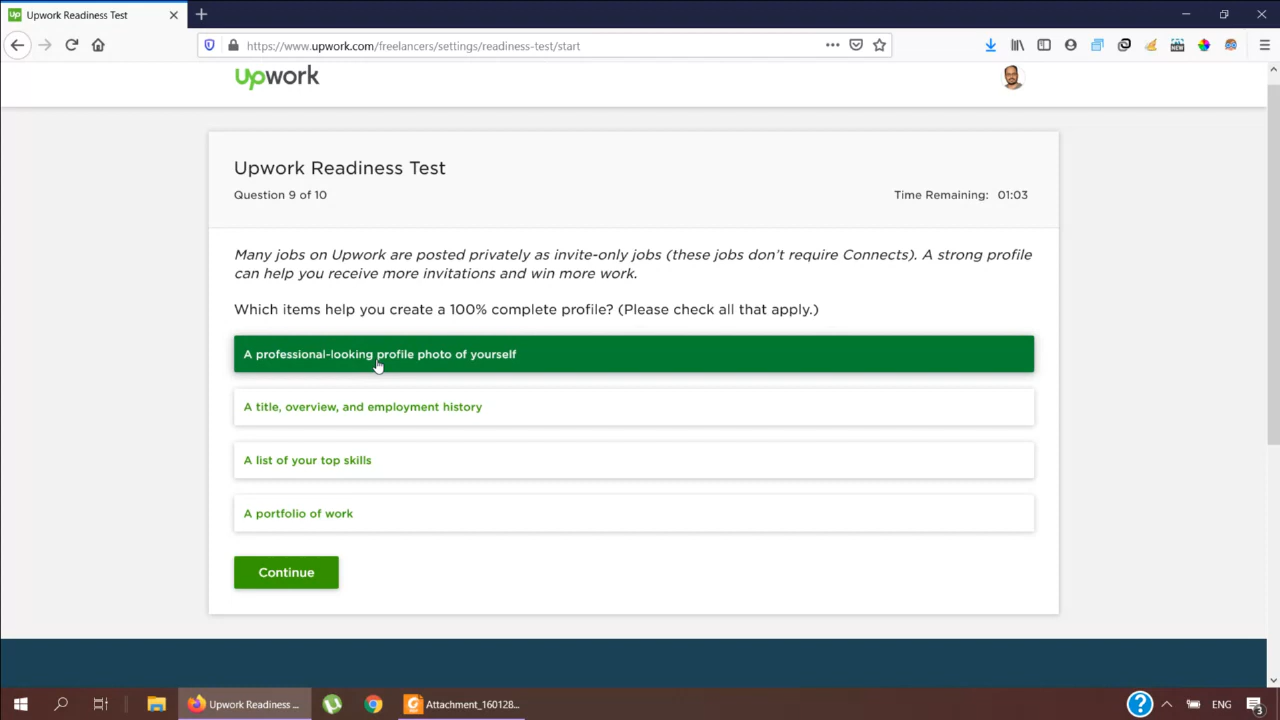 Upwork Readiness Test
https://www.upwork.com/freelancers/settings/readiness-test/start
upwork
Upwork Readiness Test
Question 9 of 10
Time Remaining: 01:03
Many jobs on Upwork are posted privately as invite-only jobs (these jobs don't require Connects). A strong profile
can help you receive more invitations and win more work.
Which items help you create a 100% complete profile? (Please check all that apply.)
A professional-looking profile photo of yourself
A title, overview, and employment history
A list of your top skills
A portfolio of work
Continue
Upwork Readiness ...
Attachment_160128...
ENG
3